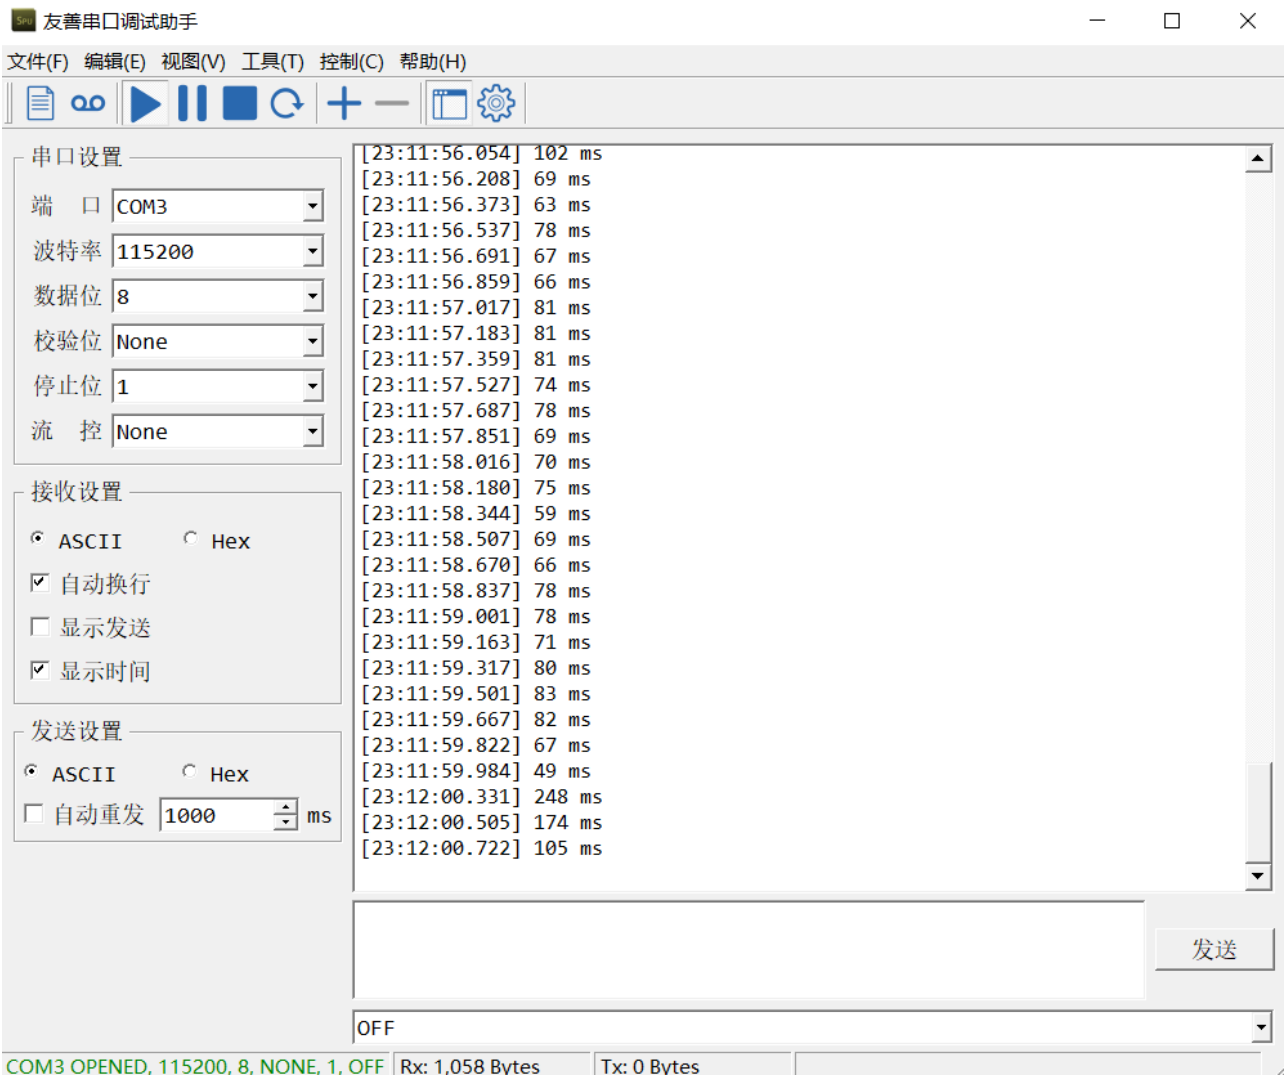 SPU 友善串口调试助手
文件(F) 编辑(E) 视图(V) 工具(T) 控制(C) 帮助(H)
串口设置
端 口 COM3
波特率 115200
数据位 8
校验位 None
停止位 1
流 控 None
接收设置
ASCII Hex
自动换行
显示发送
显示时间
发送设置
ASCII Hex
自动重发 1000 ms
[23:11:56.054] 102 ms
[23:11:56.208] 69 ms
[23:11:56.373] 63 ms
[23:11:56.537] 78 ms
[23:11:56.691] 67 ms
[23:11:56.859] 66 ms
[23:11:57.017] 81 ms
[23:11:57.183] 81 ms
[23:11:57.359] 81 ms
[23:11:57.527] 74 ms
[23:11:57.687] 78 ms
[23:11:57.851] 69 ms
[23:11:58.016] 70 ms
[23:11:58.180] 75 ms
[23:11:58.344] 59 ms
[23:11:58.507] 69 ms
[23:11:58.670] 66 ms
[23:11:58.837] 78 ms
[23:11:59.001] 78 ms
[23:11:59.163] 71 ms
[23:11:59.317] 80 ms
[23:11:59.501] 83 ms
[23:11:59.667] 82 ms
[23:11:59.822] 67 ms
[23:11:59.984] 49 ms
[23:12:00.331] 248 ms
[23:12:00.505] 174 ms
[23:12:00.722] 105 ms
发送
OFF
COM3 OPENED, 115200, 8, NONE, 1, OFF Rx: 1,058 Bytes Tx: 0 Bytes